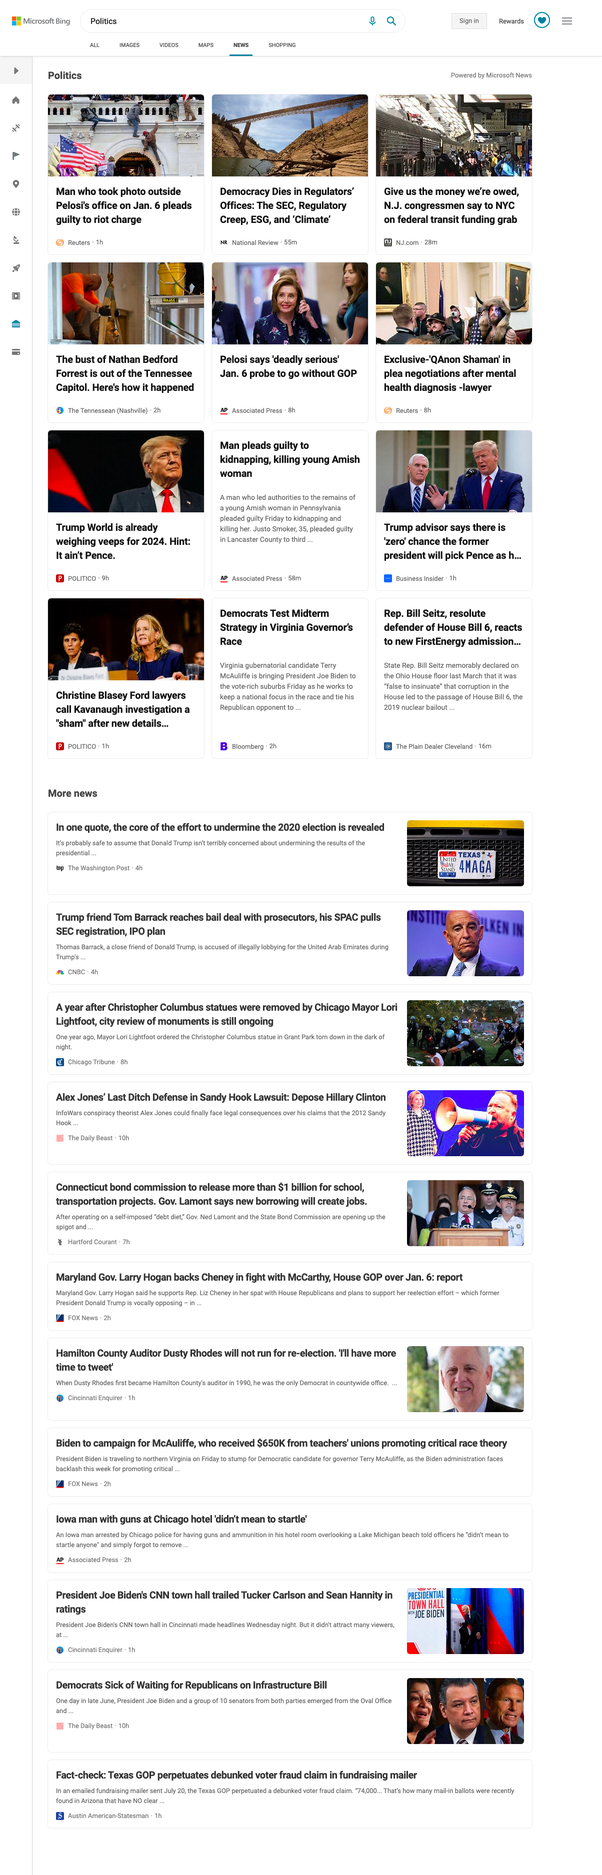 Microsoft Bing
Politics
Sign in
Rewards
ALL
IMAGES
VIDEOS
MAPS
NEWS
SHOPPING
Politics
Powered by Microsoft News
Man who took photo outside
Pelosi's office on Jan. 6 pleads
guilty to riot charge
Reuters · 1h
Democracy Dies in Regulators'
Offices: The SEC, Regulatory
Creep, ESG, and 'Climate'
NR National Review · 55m
Give us the money we're owed,
N.J. congressmen say to NYC
on federal transit funding grab
NJ.com · 28m
The bust of Nathan Bedford
Forrest is out of the Tennessee
Capitol. Here's how it happened
The Tennessean (Nashville) · 2h
Pelosi says 'deadly serious'
Jan. 6 probe to go without GOP
AP Associated Press · 8h
Exclusive-'QAnon Shaman' in
plea negotiations after mental
health diagnosis -lawyer
Reuters · 8h
Trump World is already
weighing veeps for 2024. Hint:
It ain't Pence.
POLITICO · 9h
Man pleads guilty to
kidnapping, killing young Amish
woman
A man who led authorities to the remains of
a young Amish woman in Pennsylvania
pleaded guilty Friday to kidnapping and
killing her. Justo Smoker, 35, pleaded guilty
in Lancaster County to third ...
AP Associated Press · 58m
Trump advisor says there is
'zero' chance the former
president will pick Pence as h...
Business Insider · 1h
Christine Blasey Ford lawyers
call Kavanaugh investigation a
"sham" after new details...
POLITICO · 1h
Democrats Test Midterm
Strategy in Virginia Governor's
Race
Virginia gubernatorial candidate Terry
McAuliffe is bringing President Joe Biden to
the vote-rich suburbs Friday as he works to
keep a national focus in the race and tie his
Republican opponent to ...
B Bloomberg · 2h
Rep. Bill Seitz, resolute
defender of House Bill 6, reacts
to new FirstEnergy admission...
State Rep. Bill Seitz memorably declared on
the Ohio House floor last March that it was
"false to insinuate" that corruption in the
House led to the passage of House Bill 6, the
2019 nuclear bailout ...
The Plain Dealer Cleveland · 16m
More news
In one quote, the core of the effort to undermine the 2020 election is revealed
It's probably safe to assume that Donald Trump isn't terribly concerned about undermining the results of the
presidential ...
wp The Washington Post · 4h
TEXAS
4MAGA
Trump friend Tom Barrack reaches bail deal with prosecutors, his SPAC pulls
SEC registration, IPO plan
Thomas Barrack, a close friend of Donald Trump, is accused of illegally lobbying for the United Arab Emirates during
Trump's ...
CNBC · 4h
A year after Christopher Columbus statues were removed by Chicago Mayor Lori
Lightfoot, city review of monuments is still ongoing
One year ago, Mayor Lori Lightfoot ordered the Christopher Columbus statue in Grant Park torn down in the dark of
night.
Chicago Tribune · 8h
Alex Jones' Last Ditch Defense in Sandy Hook Lawsuit: Depose Hillary Clinton
InfoWars conspiracy theorist Alex Jones could finally face legal consequences over his claims that the 2012 Sandy
Hook ...
The Daily Beast · 10h
Connecticut bond commission to release more than $1 billion for school,
transportation projects. Gov. Lamont says new borrowing will create jobs.
After operating on a self-imposed "debt diet," Gov. Ned Lamont and the State Bond Commission are opening up the
spigot and ...
Hartford Courant · 7h
Maryland Gov. Larry Hogan backs Cheney in fight with McCarthy, House GOP over Jan. 6: report
Maryland Gov. Larry Hogan said he supports Rep. Liz Cheney in her spat with House Republicans and plans to support her reelection effort – which former
President Donald Trump is vocally opposing – in ...
FOX News · 2h
Hamilton County Auditor Dusty Rhodes will not run for re-election. 'I'll have more
time to tweet'
When Dusty Rhodes first became Hamilton County's auditor in 1990, he was the only Democrat in countywide office. ...
Cincinnati Enquirer · 1h
Biden to campaign for McAuliffe, who received $650K from teachers' unions promoting critical race theory
President Biden is traveling to northern Virginia on Friday to stump for Democratic candidate for governor Terry McAuliffe, as the Biden administration faces
backlash this week for promoting critical ...
FOX News · 2h
Iowa man with guns at Chicago hotel 'didn't mean to startle'
An Iowa man arrested by Chicago police for having guns and ammunition in his hotel room overlooking a Lake Michigan beach told officers he "didn't mean to
startle anyone" and simply forgot to remove ...
AP Associated Press · 2h
President Joe Biden's CNN town hall trailed Tucker Carlson and Sean Hannity in
ratings
President Joe Biden's CNN town hall in Cincinnati made headlines Wednesday night. But it didn't attract many viewers,
at ...
Cincinnati Enquirer · 1h
PRESIDENTIAL
TOWN HALL
JOE BIDEN
Democrats Sick of Waiting for Republicans on Infrastructure Bill
One day in late June, President Joe Biden and a group of 10 senators from both parties emerged from the Oval Office
and ...
The Daily Beast · 10h
Fact-check: Texas GOP perpetuates debunked voter fraud claim in fundraising mailer
In an emailed fundraising mailer sent July 20, the Texas GOP perpetuated a debunked voter fraud claim. "74,000... That's how many mail-in ballots were recently
found in Arizona that have NO clear ...
Austin American-Statesman · 1h